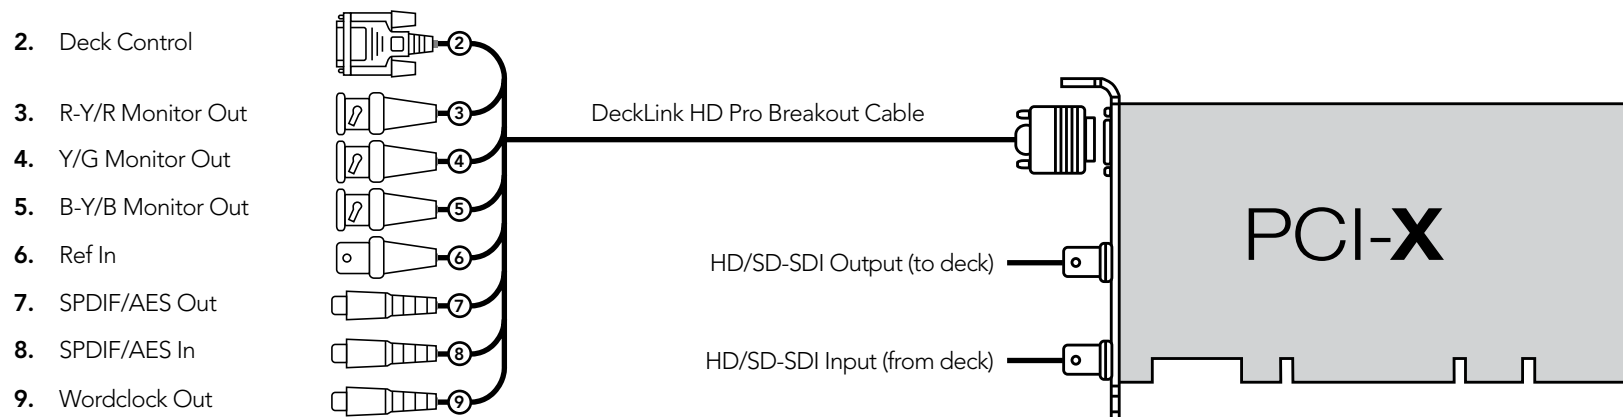 2. Deck Control
2
3. R-Y/R Monitor Out
3
DeckLink HD Pro Breakout Cable
4. Y/G Monitor Out
4
5. B-Y/B Monitor Out
5
PCI-X
6. Ref In
6
HD/SD-SDI Output (to deck)
7. SPDIF/AES Out
7
8. SPDIF/AES In
8
HD/SD-SDI Input (from deck)
9. Wordclock Out
9